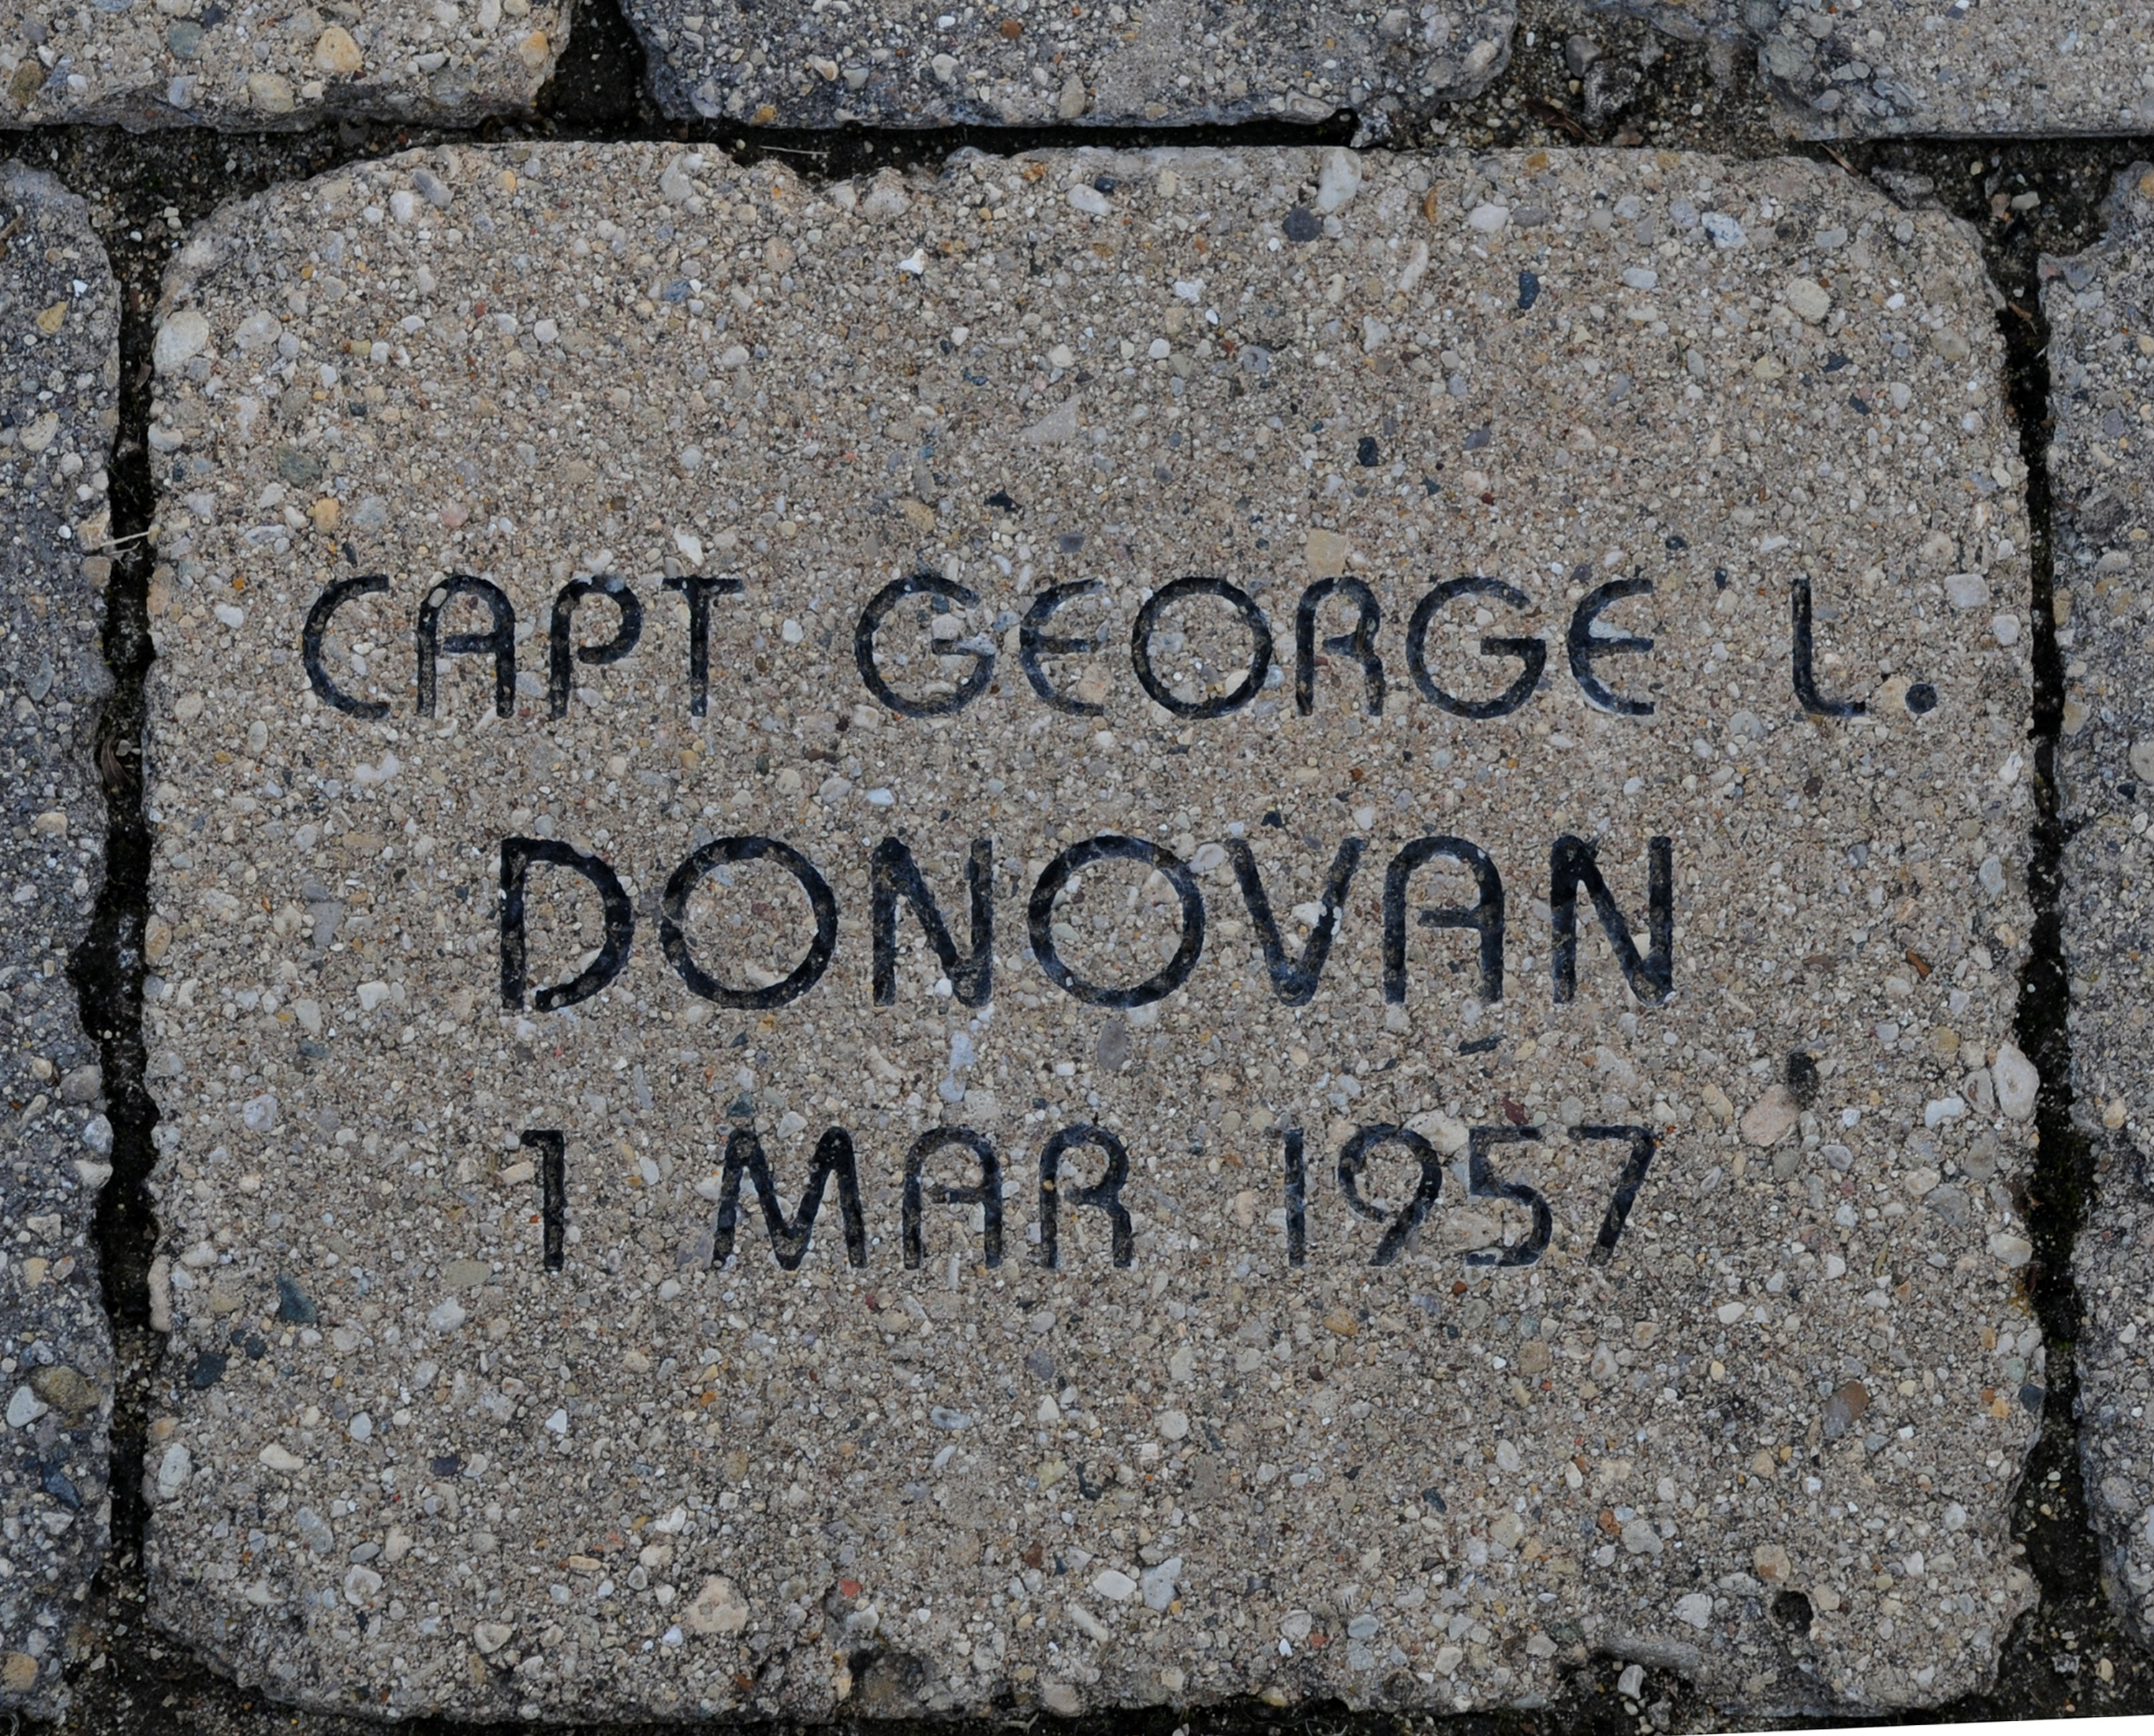 CAPT GEORGE L.
DONOVAN
1 MAR 1957